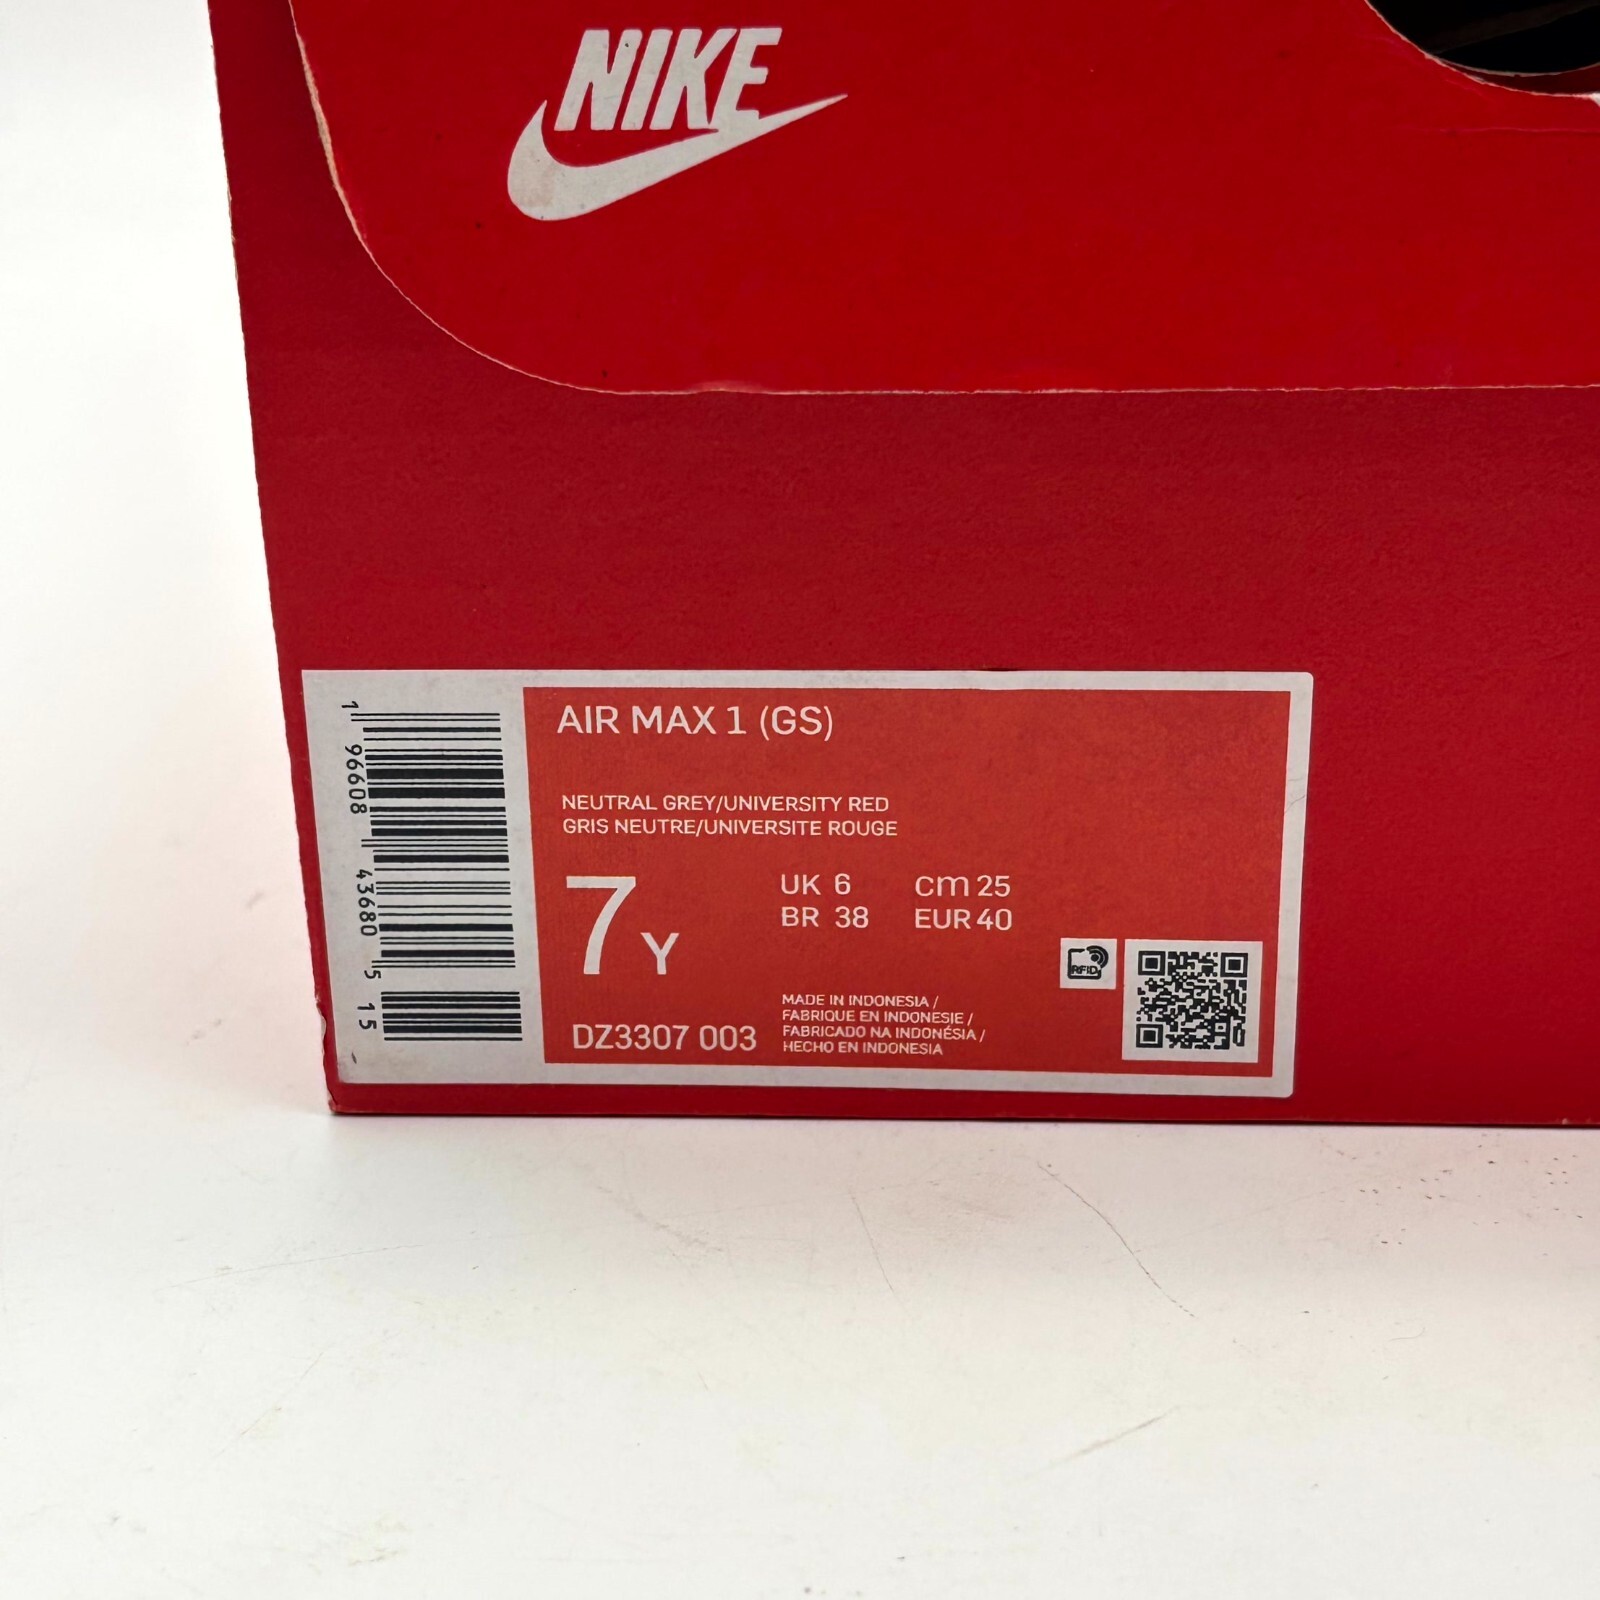 NIKE
AIR MAX 1 (GS)
NEUTRAL GREY/UNIVERSITY RED
GRIS NEUTRE/UNIVERSITE ROUGE
7Y
UK 6
cm 25
BR 38
EUR 40
DZ3307 003
MADE IN INDONESIA /
FABRIQUE EN INDONESIE /
FABRICADO NA INDONÉSIA /
HECHO EN INDONESIA
RFID
1 96608 43680 5 15